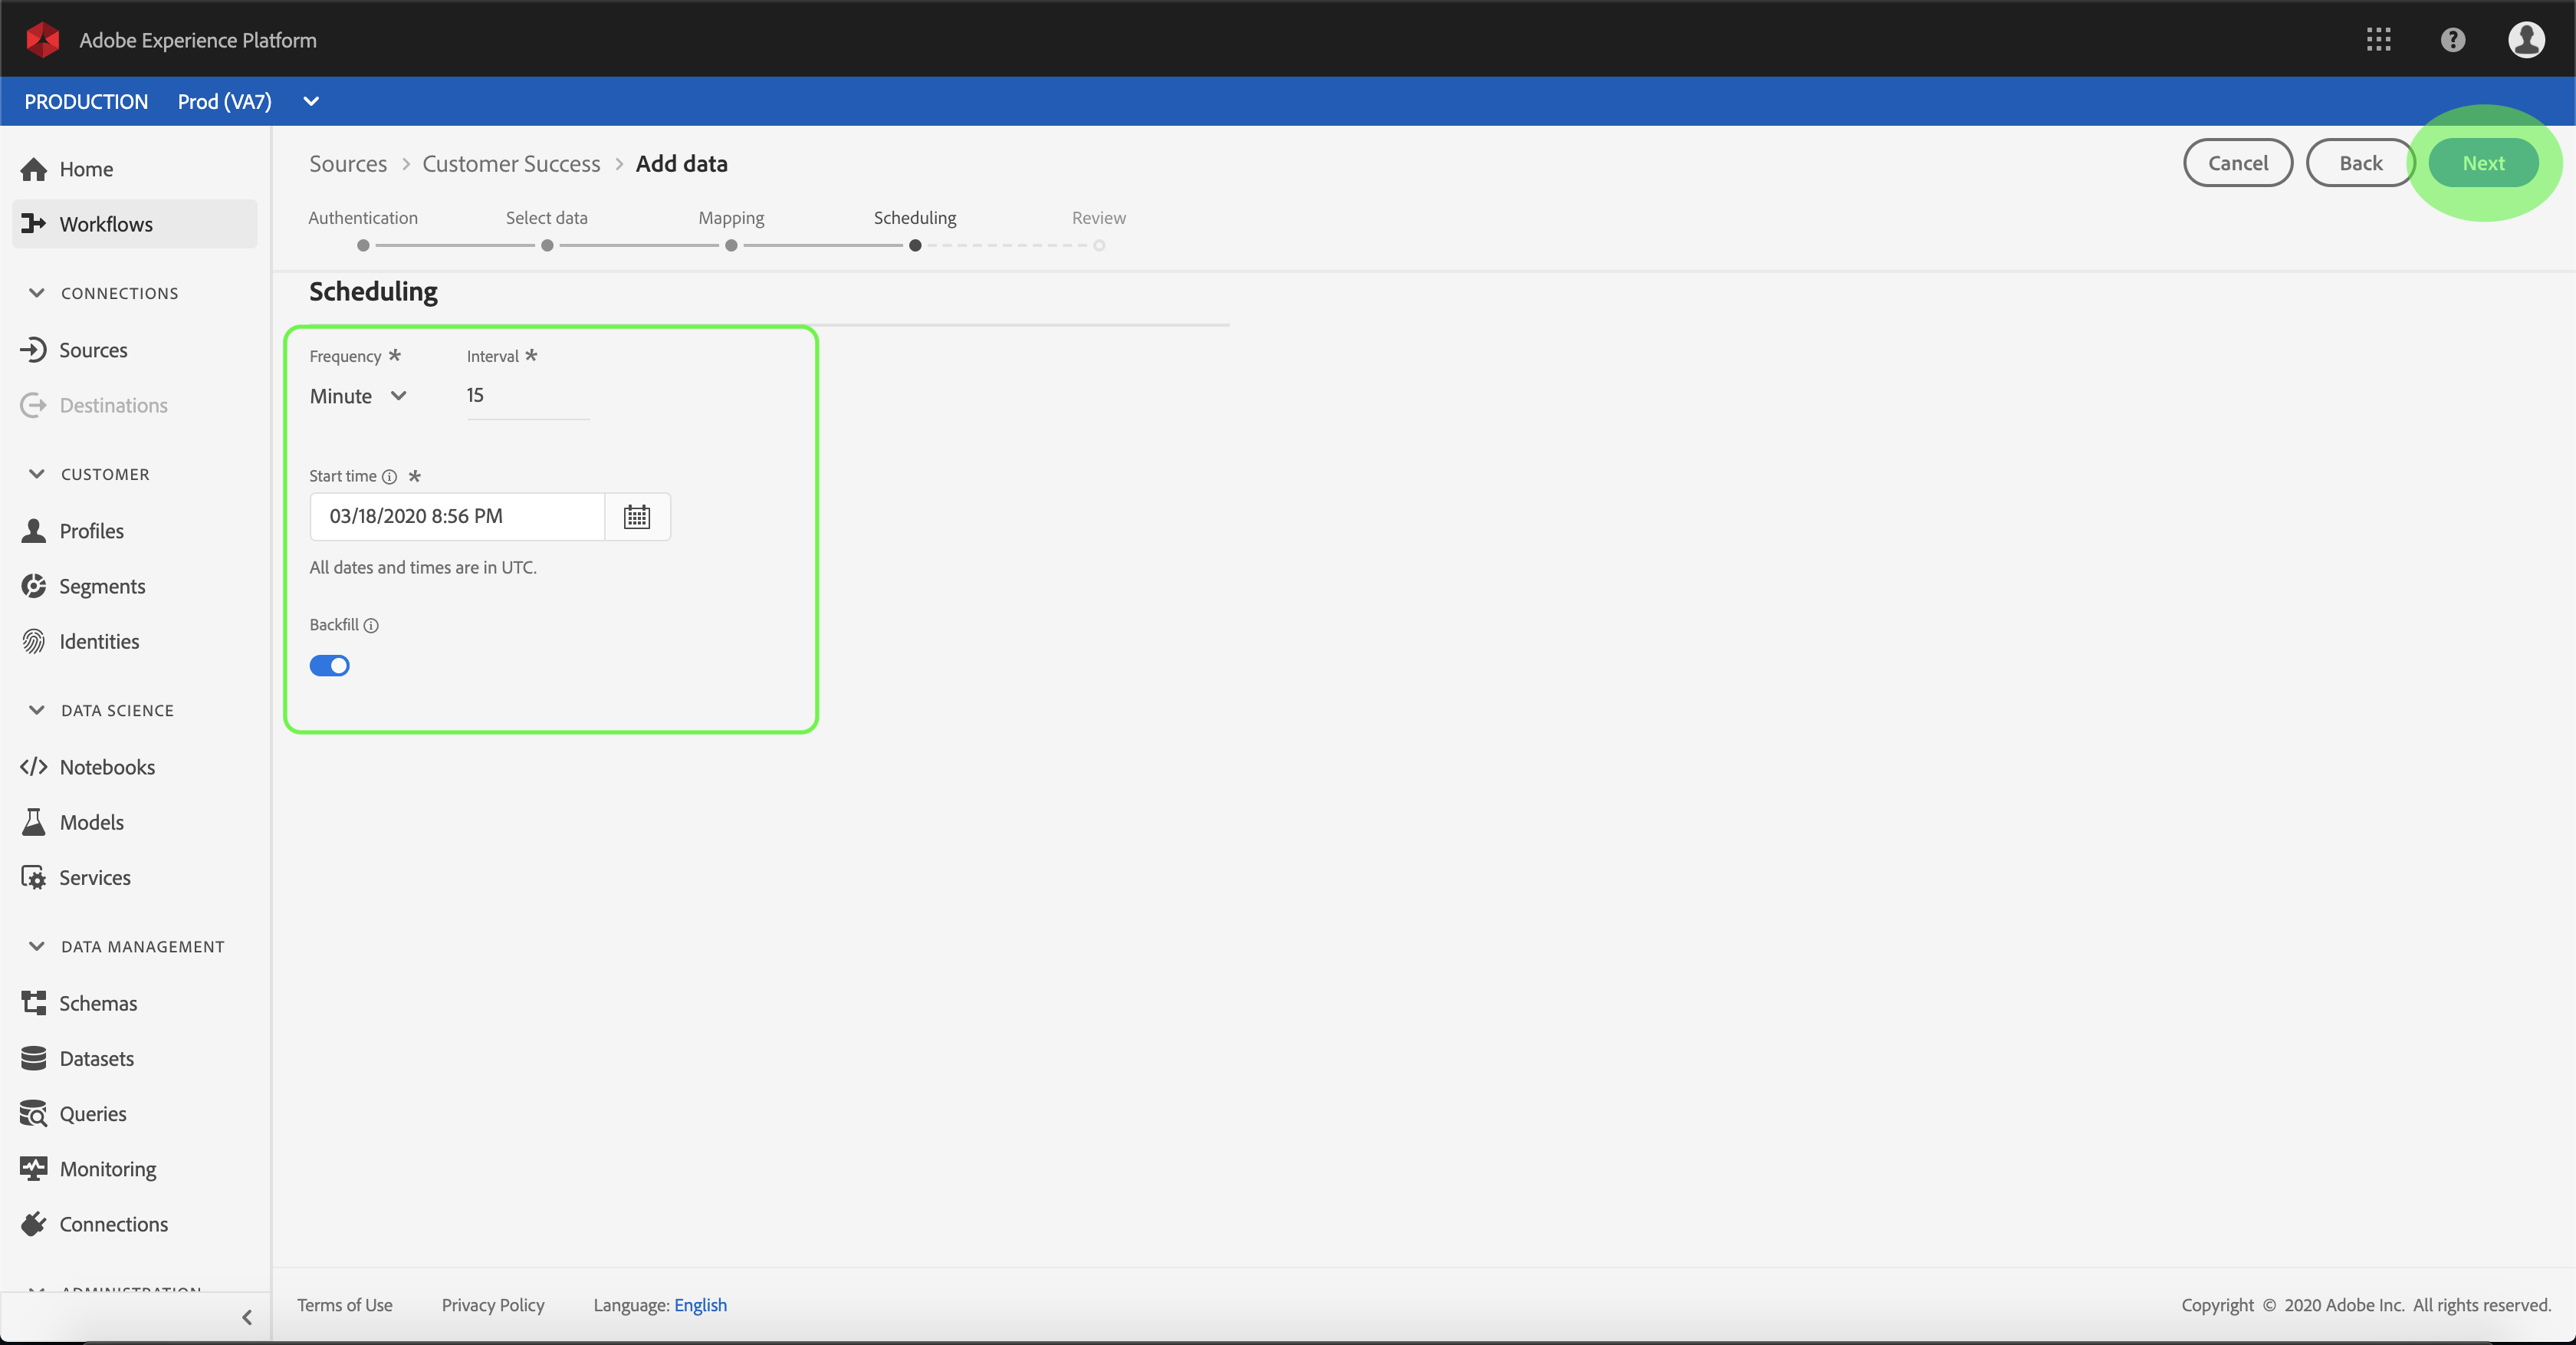 Adobe Experience Platform
PRODUCTION Prod (VA7)
Home
Workflows
CONNECTIONS
Sources
Destinations
CUSTOMER
Profiles
Segments
Identities
DATA SCIENCE
Notebooks
Models
Services
DATA MANAGEMENT
Schemas
Datasets
Queries
Monitoring
Connections
ADMINISTRATION
Sources > Customer Success > Add data
Cancel Back Next
Authentication Select data Mapping Scheduling Review
Scheduling
Frequency * Interval *
Minute 15
Start time *
03/18/2020 8:56 PM
All dates and times are in UTC.
Backfill
Terms of Use Privacy Policy Language: English
Copyright © 2020 Adobe Inc. All rights reserved.